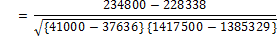 = 234800 − 228338
√{41000 − 37636} {1417500 − 1385329}